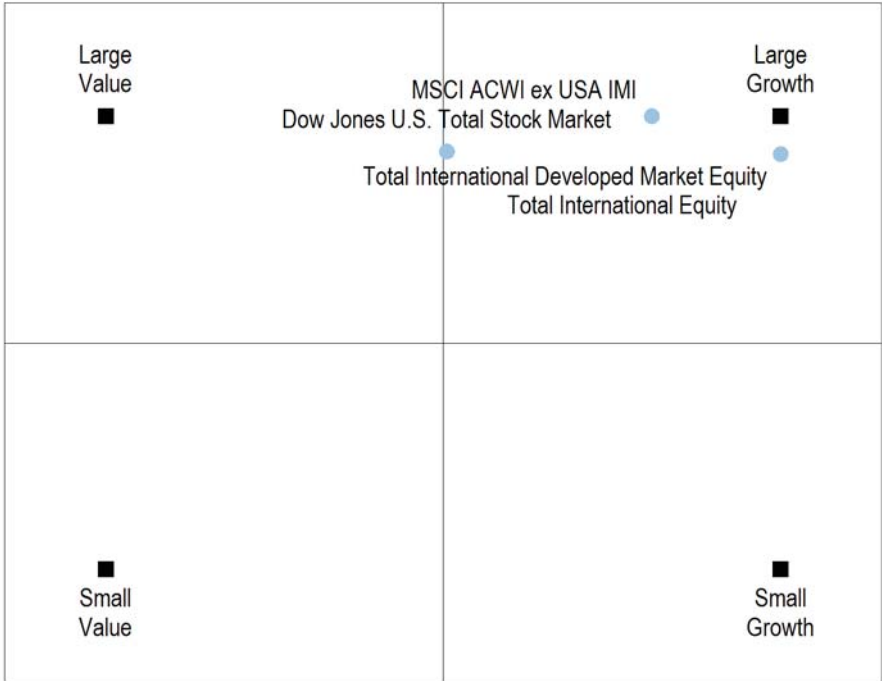 Large
Value
Large
Growth
MSCI ACWI ex USA IMI
Dow Jones U.S. Total Stock Market
Total International Developed Market Equity
Total International Equity
Small
Value
Small
Growth